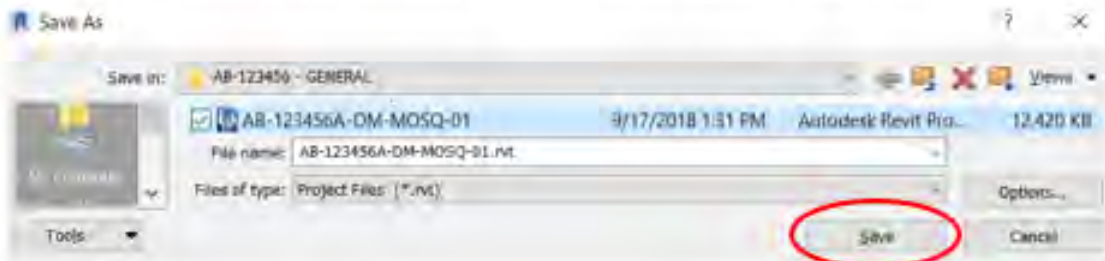 Save As
Save in: AB-123456 - GENERAL Views
AB-123456A-DM-MOSQ-01 9/17/2018 1:31 PM Autodesk Revit Pro... 12,420 KB
File name: AB-123456A-DM-MOSQ-01.rvt
Files of type: Project Files (*.rvt) Options...
Tools Save Cancel